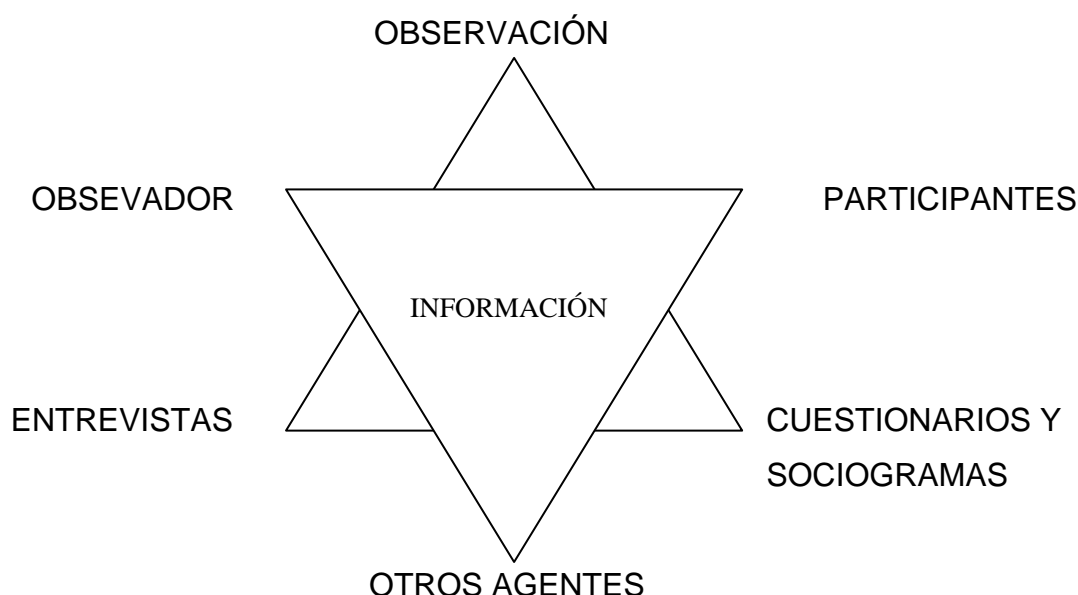 OBSERVACIÓN
OBSEVADOR
PARTICIPANTES
INFORMACIÓN
ENTREVISTAS
CUESTIONARIOS Y
SOCIOGRAMAS
OTROS AGENTES